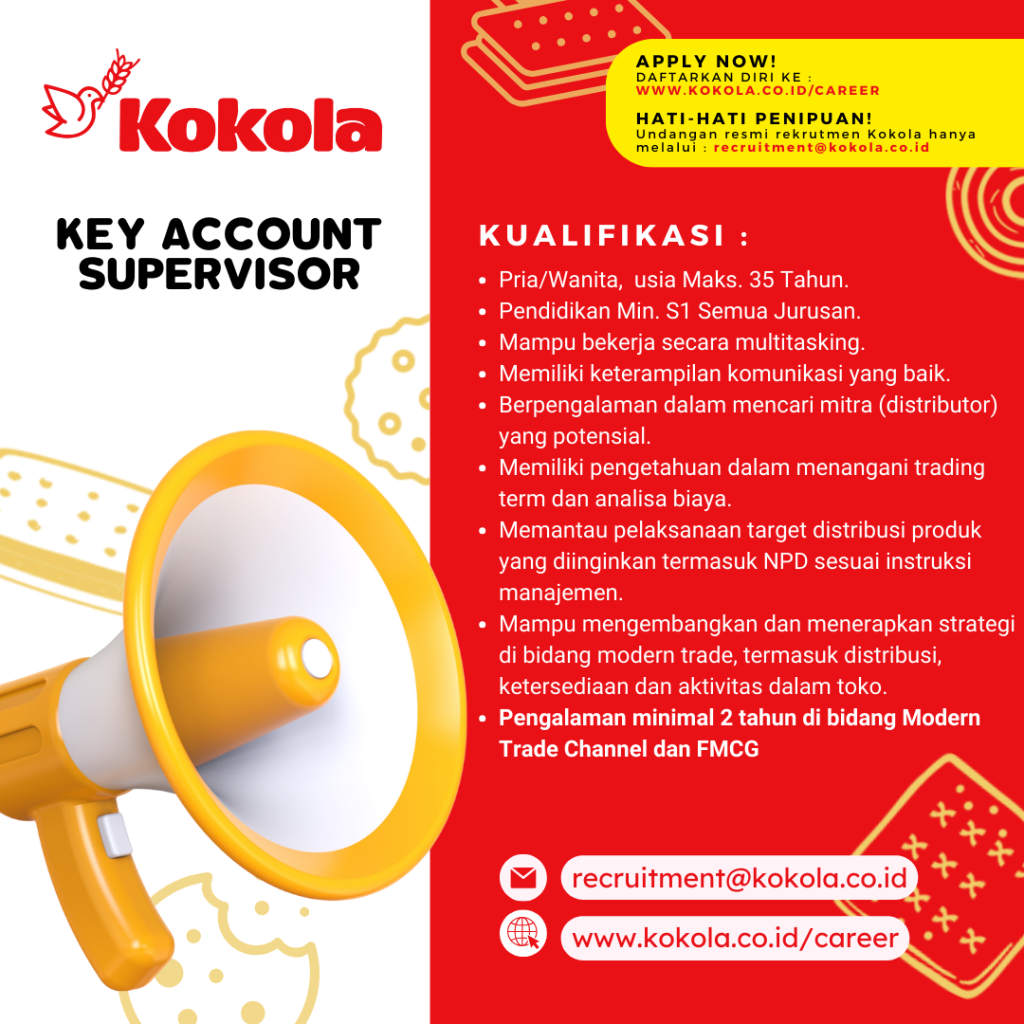 Kokola
KEY ACCOUNT
SUPERVISOR
APPLY NOW!
DAFTARKAN DIRI KE :
WWW.KOKOLA.CO.ID/CAREER
HATI-HATI PENIPUAN!
Undangan resmi rekrutmen Kokola hanya
melalui : recruitment@kokola.co.id
KUALIFIKASI :
• Pria/Wanita, usia Maks. 35 Tahun.
• Pendidikan Min. S1 Semua Jurusan.
• Mampu bekerja secara multitasking.
• Memiliki keterampilan komunikasi yang baik.
• Berpengalaman dalam mencari mitra (distributor)
yang potensial.
• Memiliki pengetahuan dalam menangani trading
term dan analisa biaya.
• Memantau pelaksanaan target distribusi produk
yang diinginkan termasuk NPD sesuai instruksi
manajemen.
• Mampu mengembangkan dan menerapkan strategi
di bidang modern trade, termasuk distribusi,
ketersediaan dan aktivitas dalam toko.
• Pengalaman minimal 2 tahun di bidang Modern
Trade Channel dan FMCG
recruitment@kokola.co.id
www.kokola.co.id/career